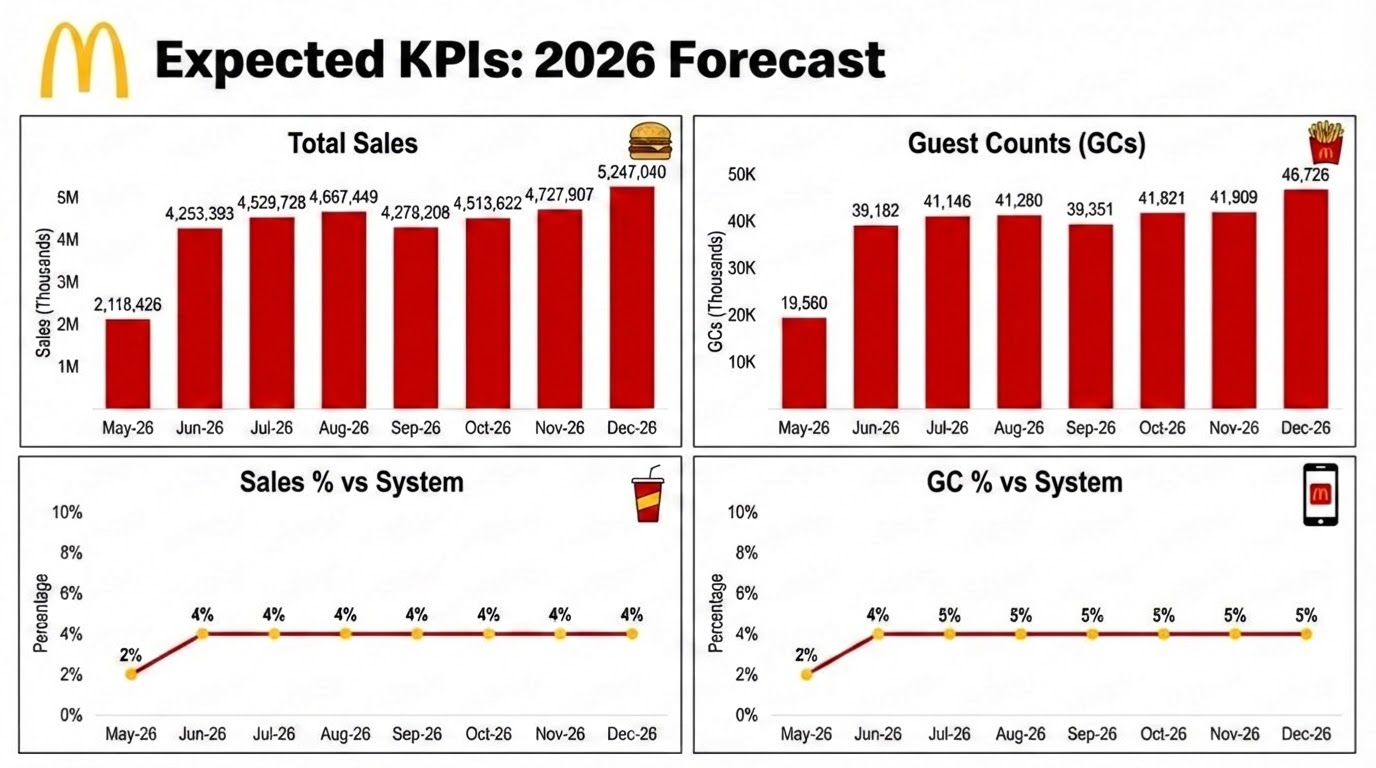 Expected KPIs: 2026 Forecast
Total Sales
Sales (Thousands)
5M
4M
3M
2M
1M
2,118,426
4,253,393
4,529,728
4,667,449
4,278,208
4,513,622
4,727,907
5,247,040
May-26 Jun-26 Jul-26 Aug-26 Sep-26 Oct-26 Nov-26 Dec-26
Guest Counts (GCs)
GCs (Thousands)
50K
40K
30K
20K
10K
19,560
39,182
41,146
41,280
39,351
41,821
41,909
46,726
May-26 Jun-26 Jul-26 Aug-26 Sep-26 Oct-26 Nov-26 Dec-26
Sales % vs System
Percentage
10%
8%
6%
4%
2%
0%
2% 4% 4% 4% 4% 4% 4% 4%
May-26 Jun-26 Jul-26 Aug-26 Sep-26 Oct-26 Nov-26 Dec-26
GC % vs System
Percentage
10%
8%
6%
4%
2%
0%
2% 4% 5% 5% 5% 5% 5% 5%
May-26 Jun-26 Jul-26 Aug-26 Sep-26 Oct-26 Nov-26 Dec-26